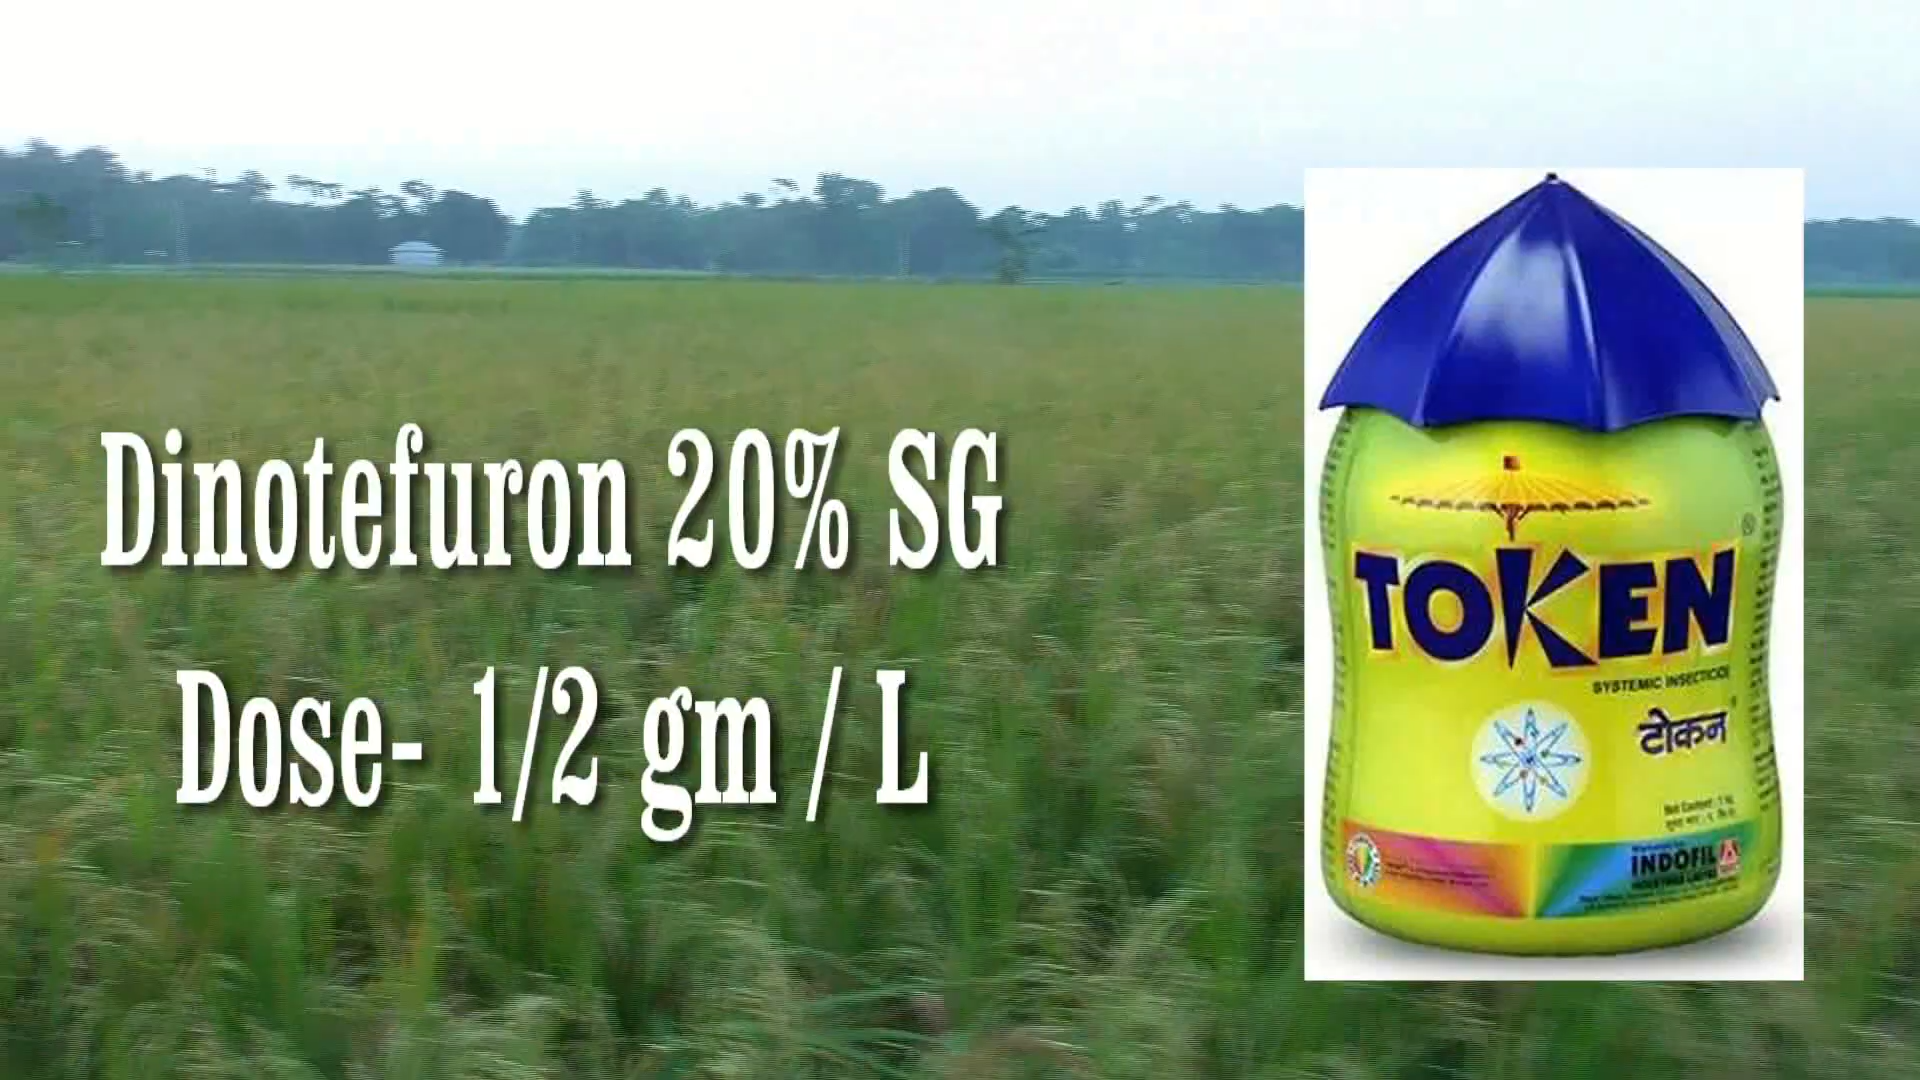 Dinotefuron 20% SG
Dose- 1/2 gm / L
TOKEN
SYSTEMIC INSECTICIDE
टोकन
INDOFIL